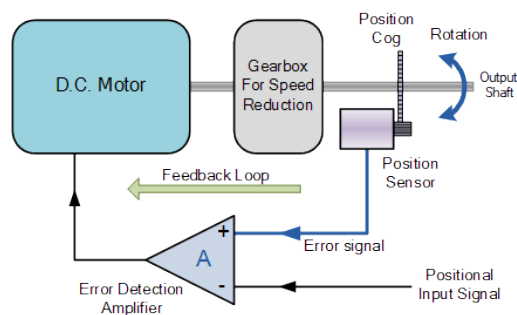 Position
Cog
Rotation
D.C. Motor
Gearbox
For Speed
Reduction
Output
Shaft
Position
Sensor
Feedback Loop
+
Error signal
A
-
Error Detection
Amplifier
Positional
Input Signal